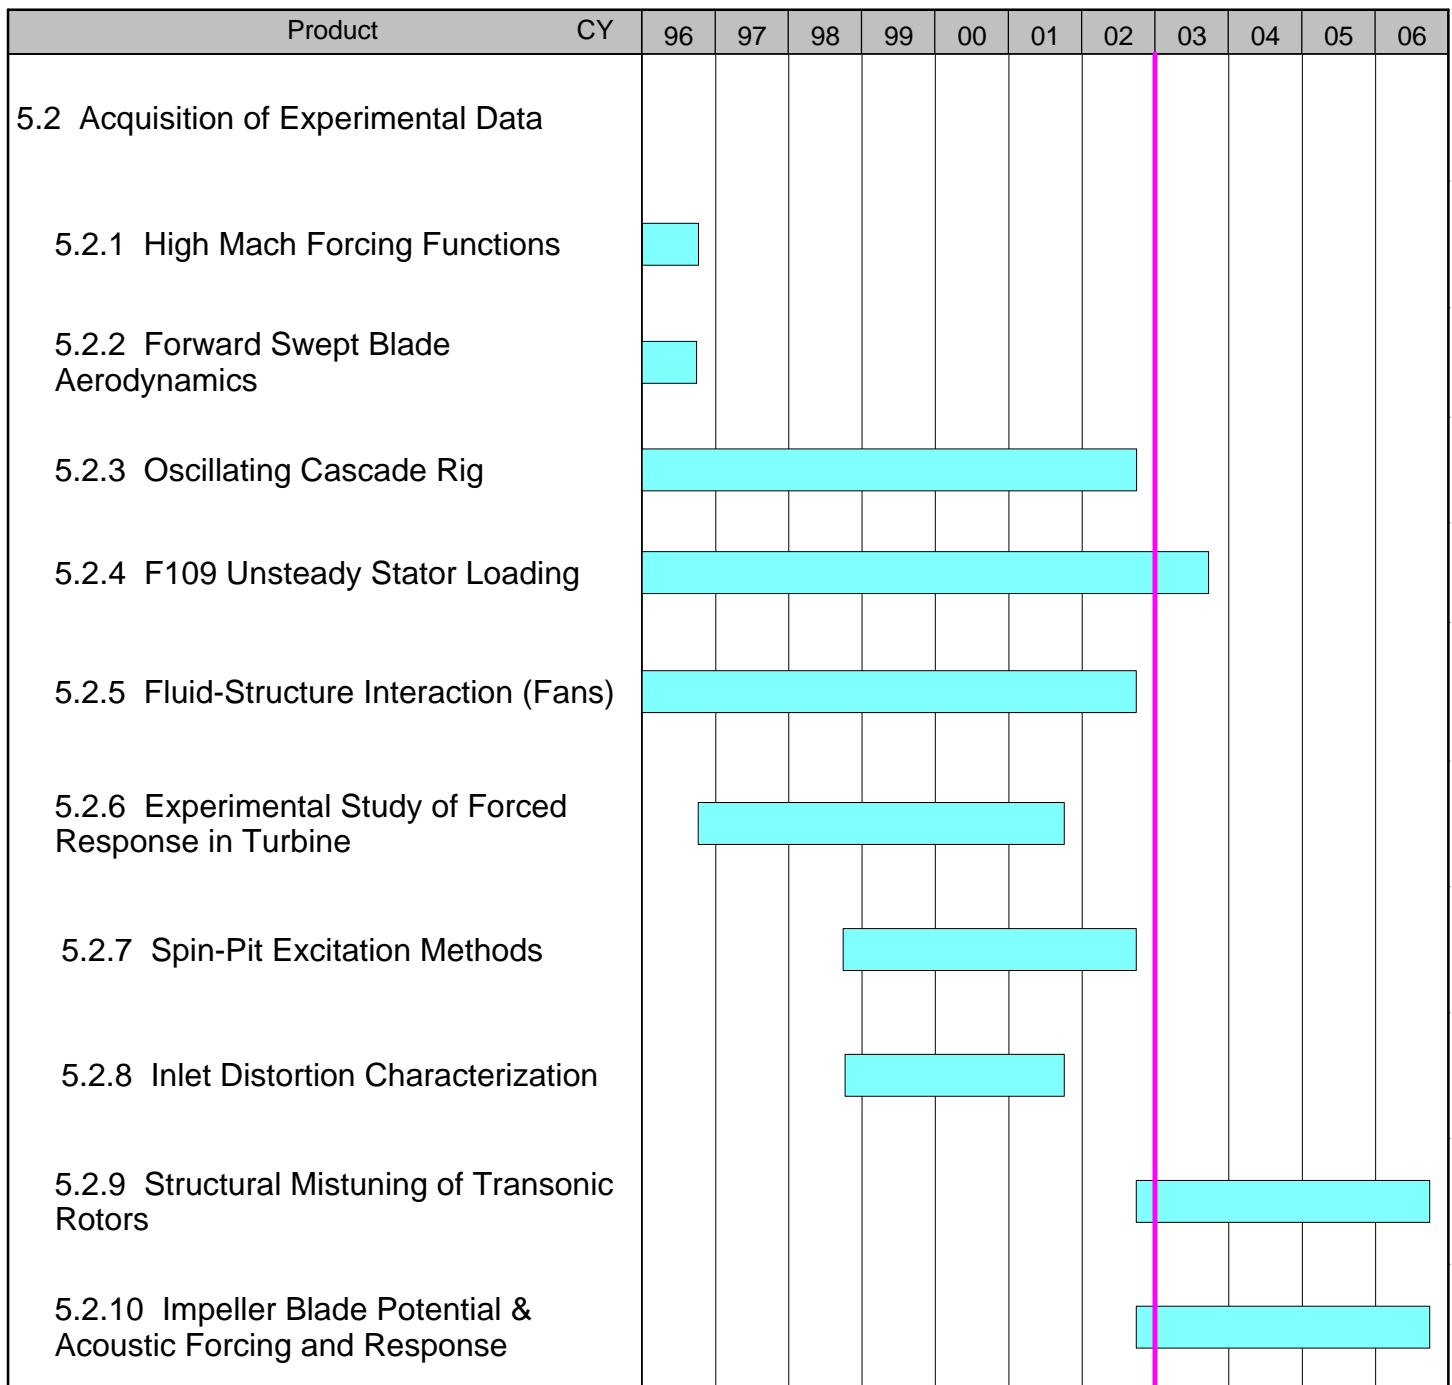 Product CY 96 97 98 99 00 01 02 03 04 05 06
5.2 Acquisition of Experimental Data
5.2.1 High Mach Forcing Functions
5.2.2 Forward Swept Blade
Aerodynamics
5.2.3 Oscillating Cascade Rig
5.2.4 F109 Unsteady Stator Loading
5.2.5 Fluid-Structure Interaction (Fans)
5.2.6 Experimental Study of Forced
Response in Turbine
5.2.7 Spin-Pit Excitation Methods
5.2.8 Inlet Distortion Characterization
5.2.9 Structural Mistuning of Transonic
Rotors
5.2.10 Impeller Blade Potential &
Acoustic Forcing and Response